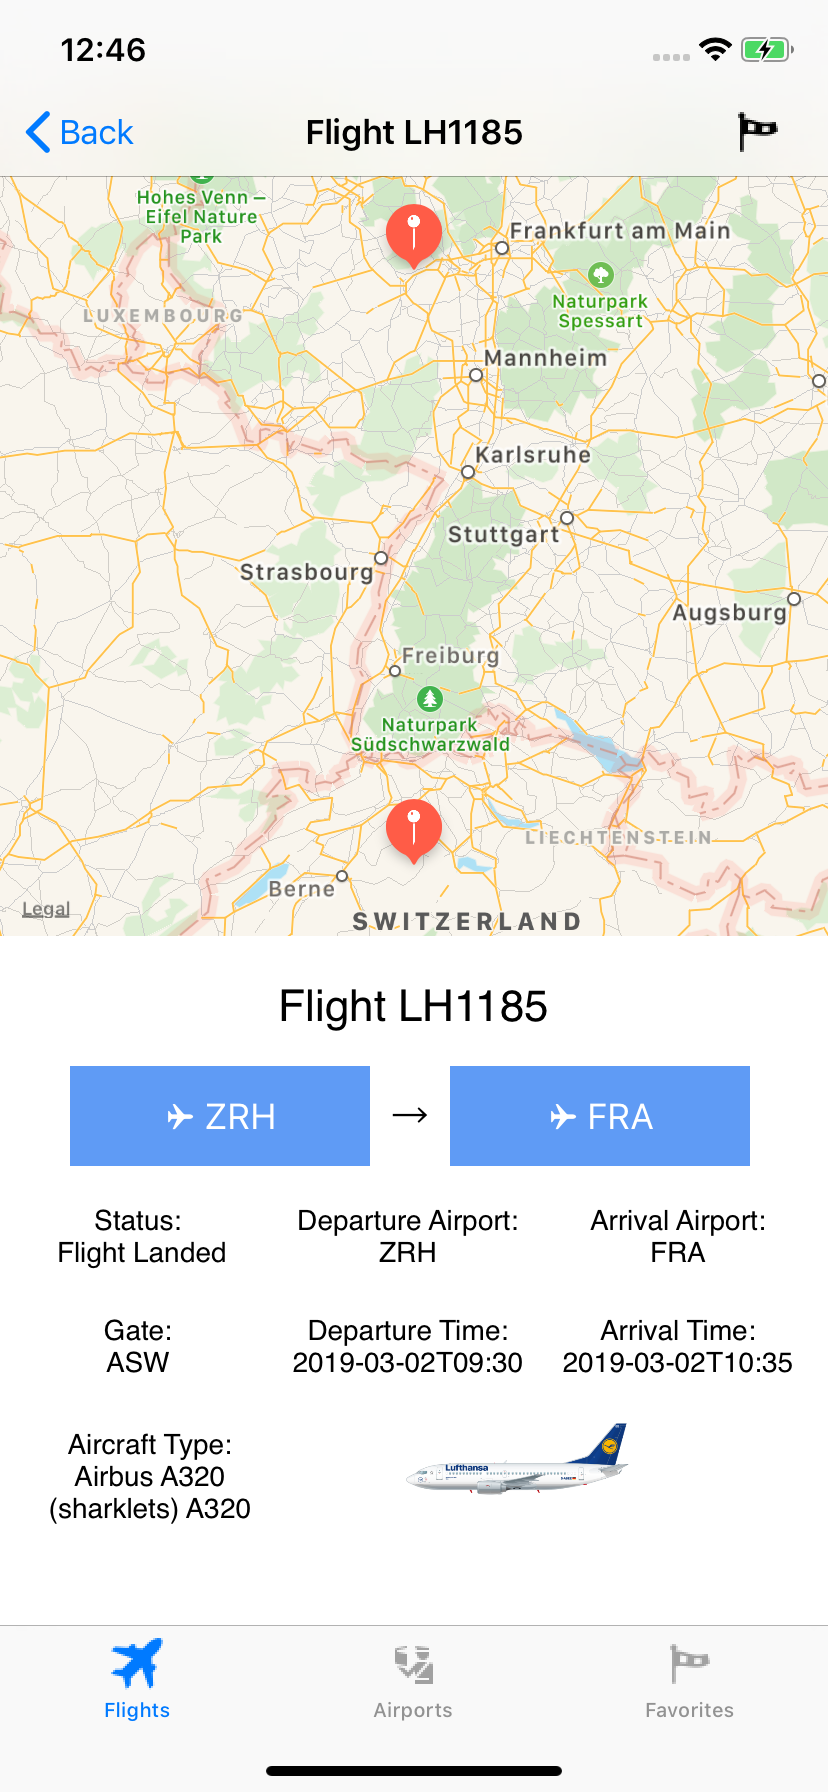 12:46
Back
Flight LH1185
Hohes Venn –
Eifel Nature
Park
Frankfurt am Main
Naturpark
Spessart
LUXEMBOURG
Mannheim
Karlsruhe
Stuttgart
Strasbourg
Augsburg
Freiburg
Naturpark
Südschwarzwald
LIECHTENSTEIN
Berne
Legal
SWITZERLAND
Flight LH1185
ZRH → FRA
Status:
Flight Landed
Departure Airport:
ZRH
Arrival Airport:
FRA
Gate:
ASW
Departure Time:
2019-03-02T09:30
Arrival Time:
2019-03-02T10:35
Aircraft Type:
Airbus A320
(sharklets) A320
Lufthansa
Flights
Airports
Favorites